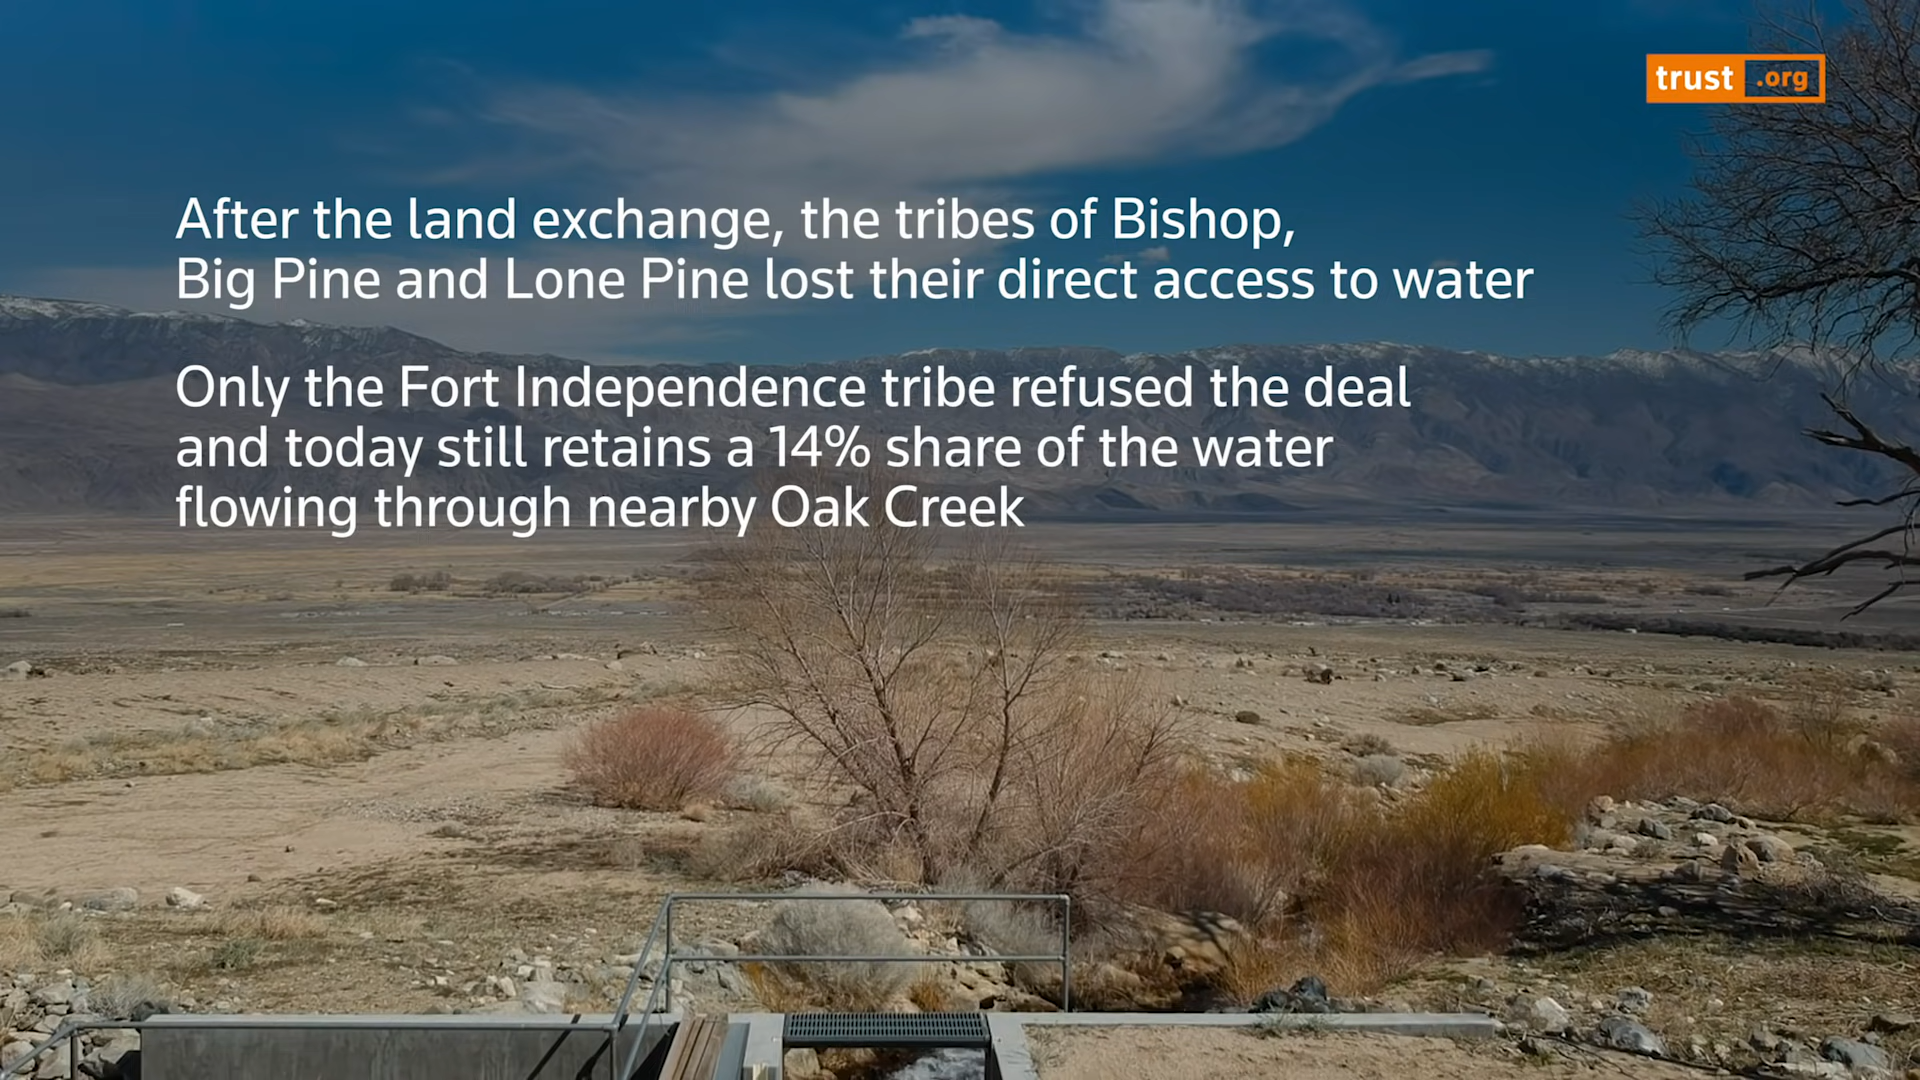 trust .org
After the land exchange, the tribes of Bishop,
Big Pine and Lone Pine lost their direct access to water
Only the Fort Independence tribe refused the deal
and today still retains a 14% share of the water
flowing through nearby Oak Creek